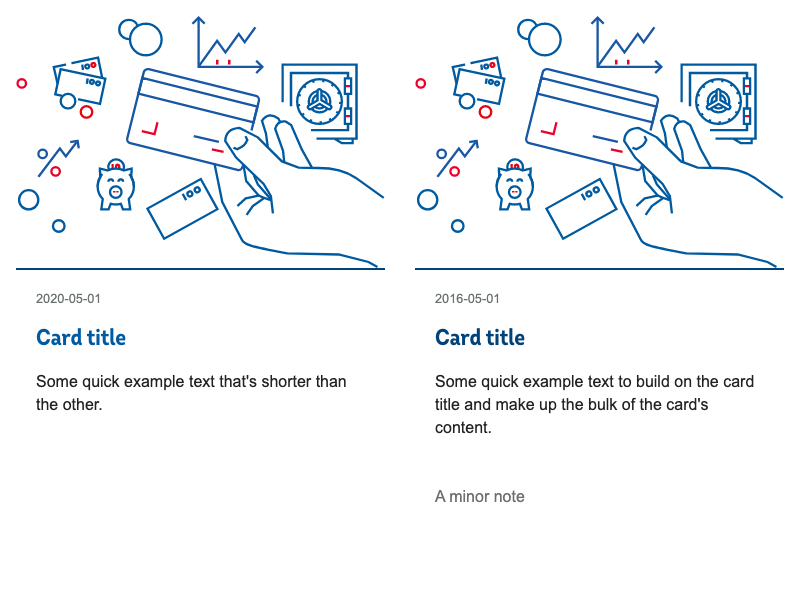 100
100
100
100
100
100
2020-05-01
Card title
Some quick example text that's shorter than
the other.
2016-05-01
Card title
Some quick example text to build on the card
title and make up the bulk of the card's
content.
A minor note